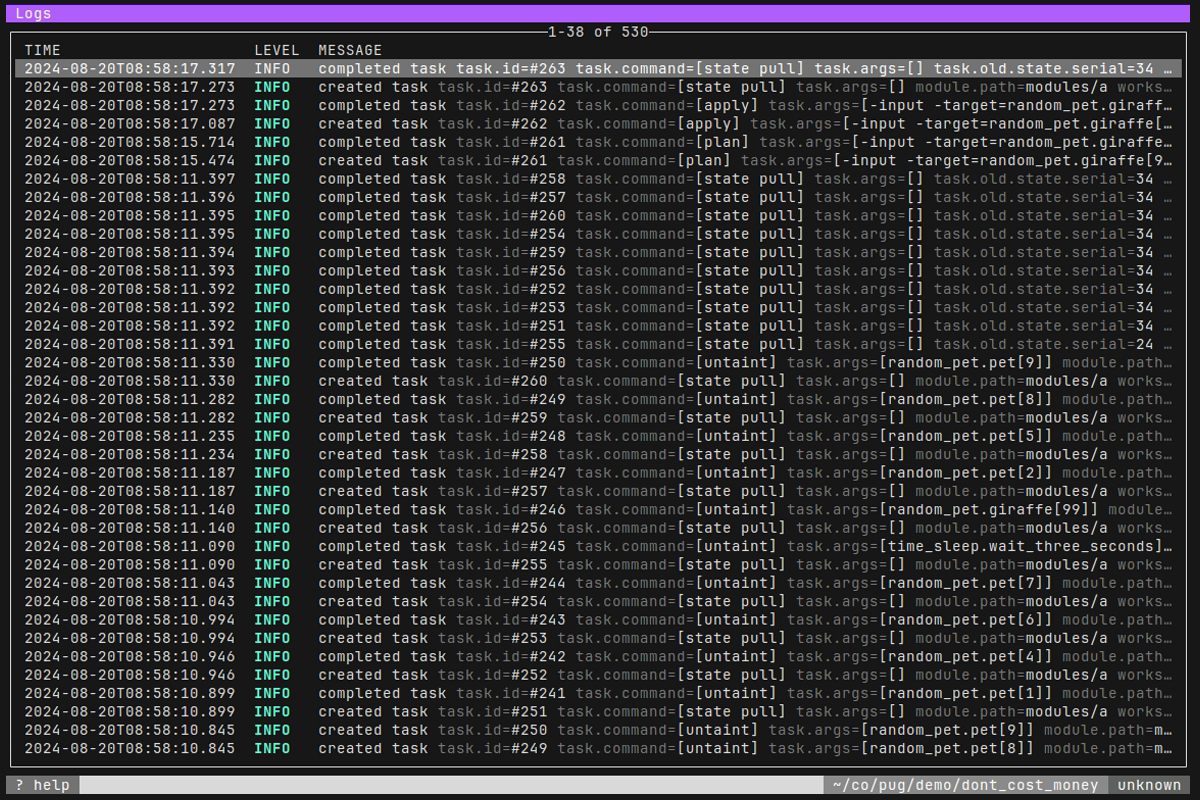 Logs
1-38 of 530
TIME LEVEL MESSAGE
2024-08-20T08:58:17.317 INFO completed task task.id=#263 task.command=[state pull] task.args=[] task.old.state.serial=34 …
2024-08-20T08:58:17.273 INFO created task task.id=#263 task.command=[state pull] task.args=[] module.path=modules/a works…
2024-08-20T08:58:17.273 INFO completed task task.id=#262 task.command=[apply] task.args=[-input -target=random_pet.giraff…
2024-08-20T08:58:17.087 INFO created task task.id=#262 task.command=[apply] task.args=[-input -target=random_pet.giraffe[…
2024-08-20T08:58:15.714 INFO completed task task.id=#261 task.command=[plan] task.args=[-input -target=random_pet.giraffe…
2024-08-20T08:58:15.474 INFO created task task.id=#261 task.command=[plan] task.args=[-input -target=random_pet.giraffe[9…
2024-08-20T08:58:11.397 INFO completed task task.id=#258 task.command=[state pull] task.args=[] task.old.state.serial=34 …
2024-08-20T08:58:11.396 INFO completed task task.id=#257 task.command=[state pull] task.args=[] task.old.state.serial=34 …
2024-08-20T08:58:11.395 INFO completed task task.id=#260 task.command=[state pull] task.args=[] task.old.state.serial=34 …
2024-08-20T08:58:11.395 INFO completed task task.id=#254 task.command=[state pull] task.args=[] task.old.state.serial=34 …
2024-08-20T08:58:11.394 INFO completed task task.id=#259 task.command=[state pull] task.args=[] task.old.state.serial=34 …
2024-08-20T08:58:11.393 INFO completed task task.id=#256 task.command=[state pull] task.args=[] task.old.state.serial=34 …
2024-08-20T08:58:11.392 INFO completed task task.id=#252 task.command=[state pull] task.args=[] task.old.state.serial=34 …
2024-08-20T08:58:11.392 INFO completed task task.id=#253 task.command=[state pull] task.args=[] task.old.state.serial=34 …
2024-08-20T08:58:11.392 INFO completed task task.id=#251 task.command=[state pull] task.args=[] task.old.state.serial=34 …
2024-08-20T08:58:11.391 INFO completed task task.id=#255 task.command=[state pull] task.args=[] task.old.state.serial=24 …
2024-08-20T08:58:11.330 INFO completed task task.id=#250 task.command=[untaint] task.args=[random_pet.pet[9]] module.path…
2024-08-20T08:58:11.330 INFO created task task.id=#260 task.command=[state pull] task.args=[] module.path=modules/a works…
2024-08-20T08:58:11.282 INFO completed task task.id=#249 task.command=[untaint] task.args=[random_pet.pet[8]] module.path…
2024-08-20T08:58:11.282 INFO created task task.id=#259 task.command=[state pull] task.args=[] module.path=modules/a works…
2024-08-20T08:58:11.235 INFO completed task task.id=#248 task.command=[untaint] task.args=[random_pet.pet[5]] module.path…
2024-08-20T08:58:11.234 INFO created task task.id=#258 task.command=[state pull] task.args=[] module.path=modules/a works…
2024-08-20T08:58:11.187 INFO completed task task.id=#247 task.command=[untaint] task.args=[random_pet.pet[2]] module.path…
2024-08-20T08:58:11.187 INFO created task task.id=#257 task.command=[state pull] task.args=[] module.path=modules/a works…
2024-08-20T08:58:11.140 INFO completed task task.id=#246 task.command=[untaint] task.args=[random_pet.giraffe[99]] module…
2024-08-20T08:58:11.140 INFO created task task.id=#256 task.command=[state pull] task.args=[] module.path=modules/a works…
2024-08-20T08:58:11.090 INFO completed task task.id=#245 task.command=[untaint] task.args=[time_sleep.wait_three_seconds]…
2024-08-20T08:58:11.090 INFO created task task.id=#255 task.command=[state pull] task.args=[] module.path=modules/a works…
2024-08-20T08:58:11.043 INFO completed task task.id=#244 task.command=[untaint] task.args=[random_pet.pet[7]] module.path…
2024-08-20T08:58:11.043 INFO created task task.id=#254 task.command=[state pull] task.args=[] module.path=modules/a works…
2024-08-20T08:58:10.994 INFO completed task task.id=#243 task.command=[untaint] task.args=[random_pet.pet[6]] module.path…
2024-08-20T08:58:10.994 INFO created task task.id=#253 task.command=[state pull] task.args=[] module.path=modules/a works…
2024-08-20T08:58:10.946 INFO completed task task.id=#242 task.command=[untaint] task.args=[random_pet.pet[4]] module.path…
2024-08-20T08:58:10.946 INFO created task task.id=#252 task.command=[state pull] task.args=[] module.path=modules/a works…
2024-08-20T08:58:10.899 INFO completed task task.id=#241 task.command=[untaint] task.args=[random_pet.pet[1]] module.path…
2024-08-20T08:58:10.899 INFO created task task.id=#251 task.command=[state pull] task.args=[] module.path=modules/a works…
2024-08-20T08:58:10.845 INFO created task task.id=#250 task.command=[untaint] task.args=[random_pet.pet[9]] module.path=m…
2024-08-20T08:58:10.845 INFO created task task.id=#249 task.command=[untaint] task.args=[random_pet.pet[8]] module.path=m…
? help ~/co/pug/demo/dont_cost_money unknown